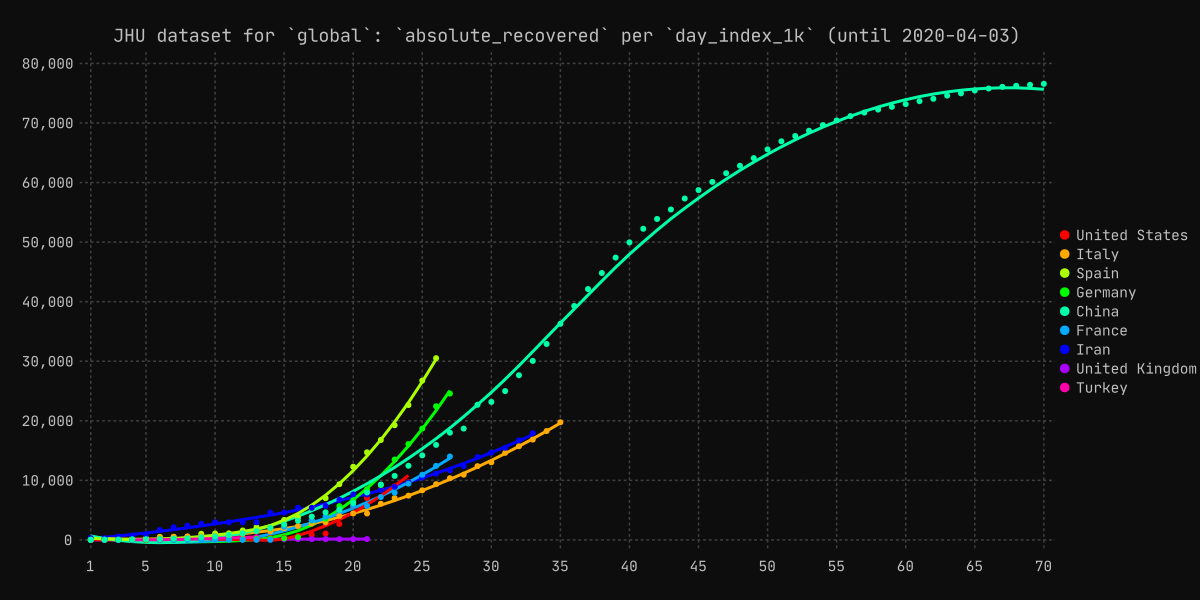 JHU dataset for `global`: `absolute_recovered` per `day_index_1k` (until 2020-04-03)
80,000
70,000
60,000
50,000
40,000
30,000
20,000
10,000
0
1 5 10 15 20 25 30 35 40 45 50 55 60 65 70
United States
Italy
Spain
Germany
China
France
Iran
United Kingdom
Turkey